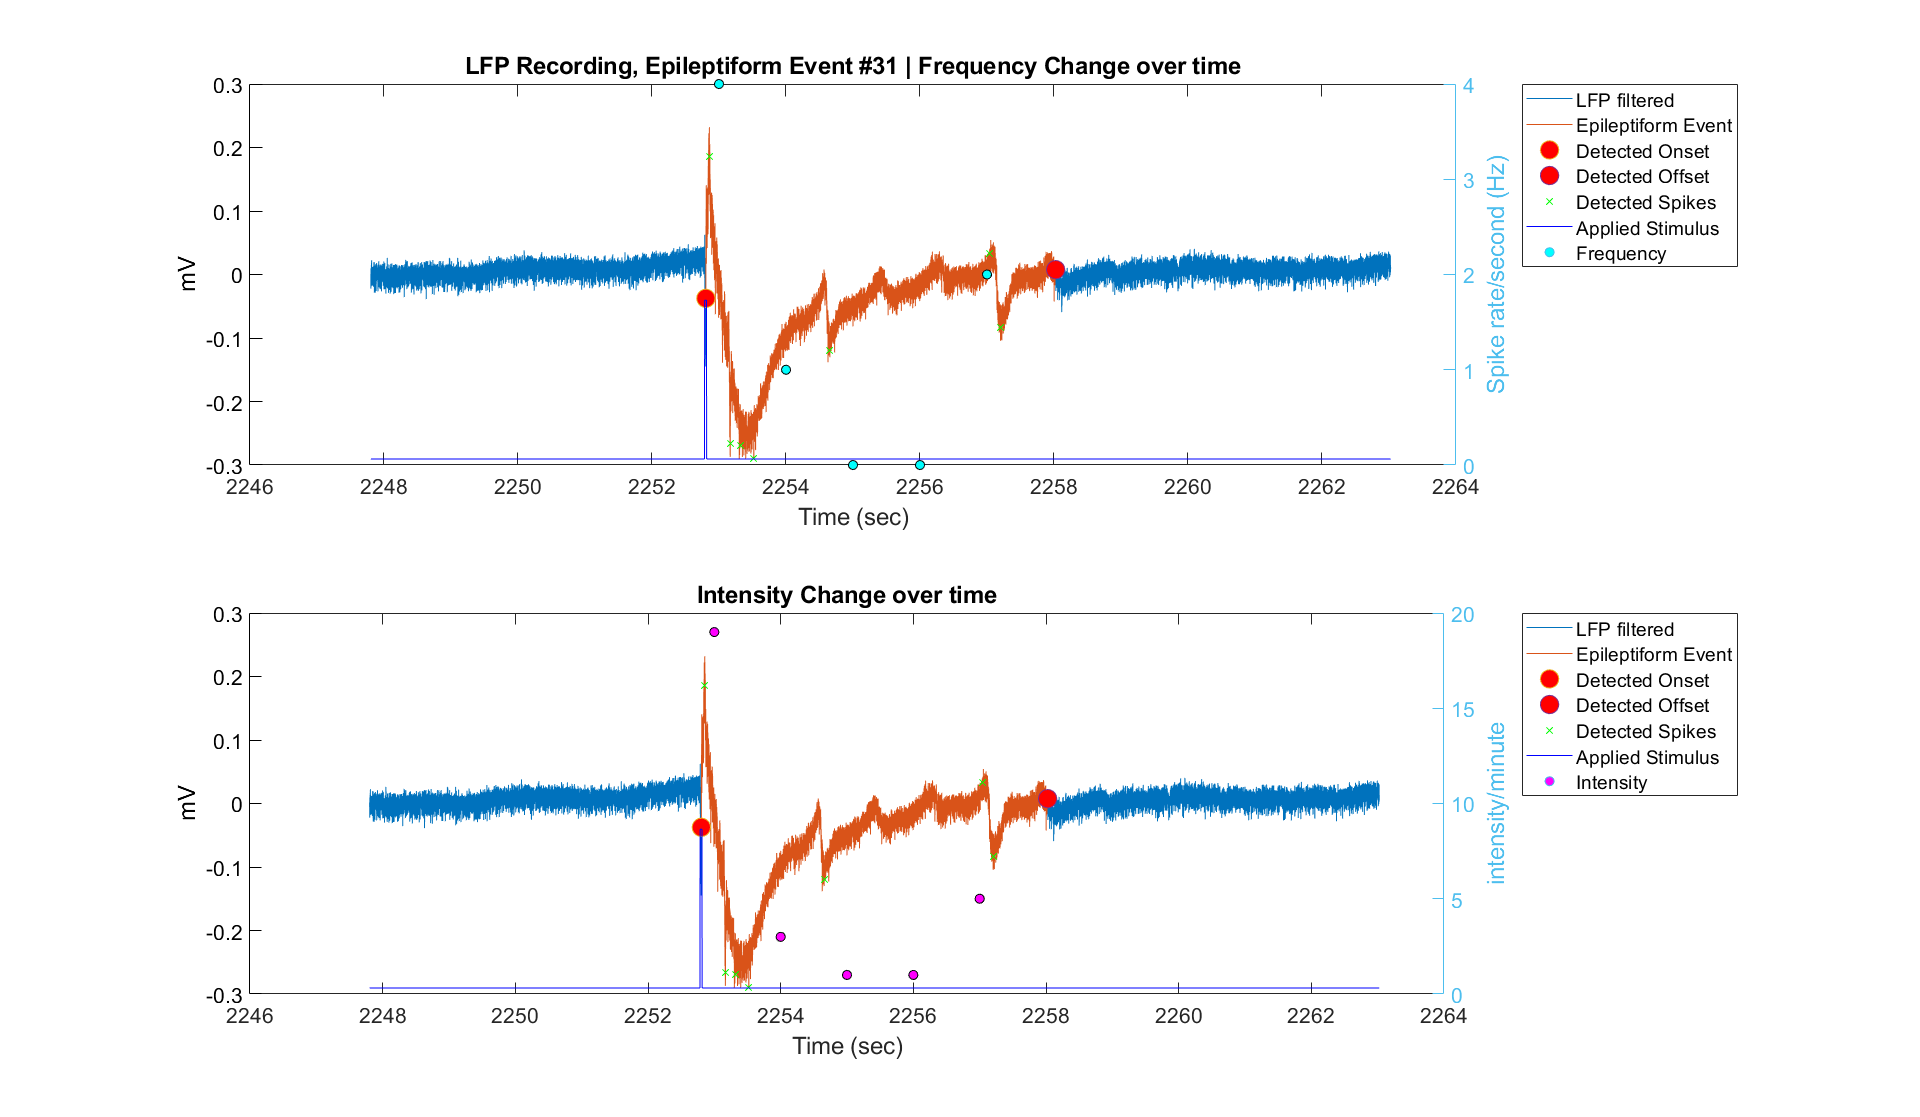 LFP Recording, Epileptiform Event #31 | Frequency Change over time
0.3
0.2
0.1
0
-0.1
-0.2
-0.3
mV
2246 2248 2250 2252 2254 2256 2258 2260 2262 2264
Time (sec)
4
3
2
1
0
Spike rate/second (Hz)
LFP filtered
Epileptiform Event
Detected Onset
Detected Offset
Detected Spikes
Applied Stimulus
Frequency
Intensity Change over time
0.3
0.2
0.1
0
-0.1
-0.2
-0.3
mV
2246 2248 2250 2252 2254 2256 2258 2260 2262 2264
Time (sec)
20
15
10
5
0
intensity/minute
LFP filtered
Epileptiform Event
Detected Onset
Detected Offset
Detected Spikes
Applied Stimulus
Intensity